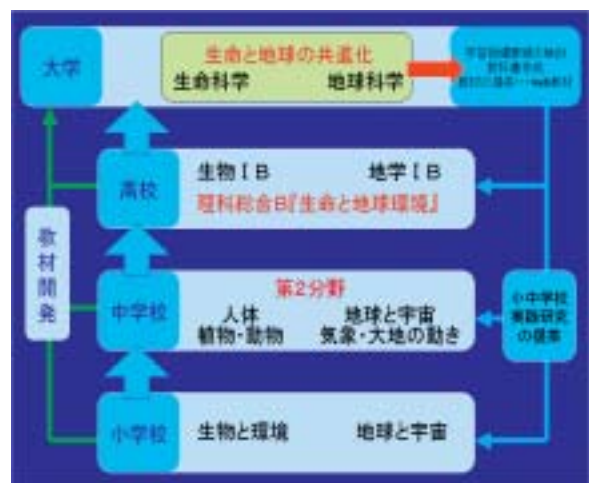 大学
生命と地球の共進化
生命科学 地球科学
高校
生物ⅠB 地学ⅠB
理科総合B『生命と地球環境』
教材開発
中学校
第2分野
人体 地球と宇宙
植物・動物 気象・大地の動き
小中学校
実践研究
の提案
小学校
生物と環境 地球と宇宙